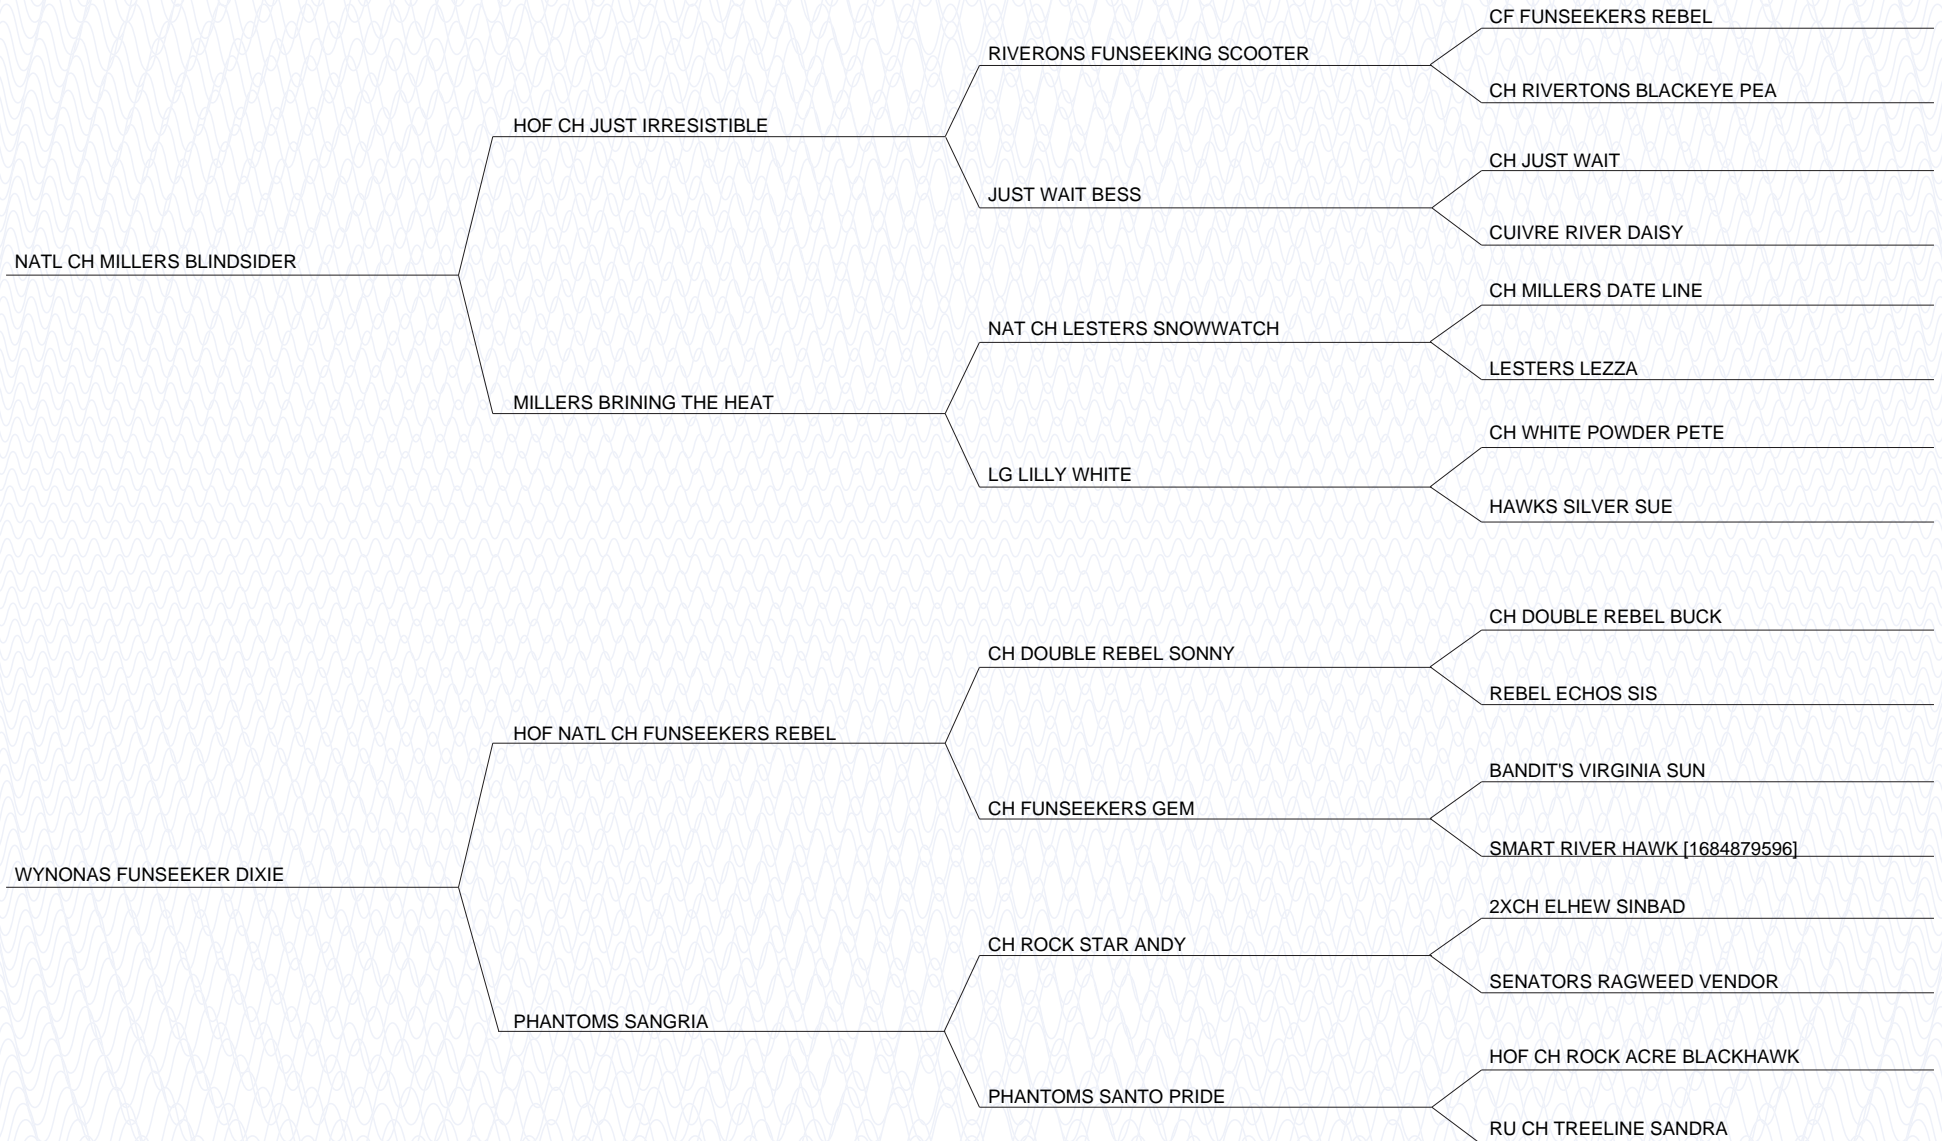 CF FUNSEEKERS REBEL
RIVERONS FUNSEEKING SCOOTER
CH RIVERTONS BLACKEYE PEA
HOF CH JUST IRRESISTIBLE
CH JUST WAIT
JUST WAIT BESS
CUIVRE RIVER DAISY
NATL CH MILLERS BLINDSIDER
CH MILLERS DATE LINE
NAT CH LESTERS SNOWWATCH
LESTERS LEZZA
MILLERS BRINING THE HEAT
CH WHITE POWDER PETE
LG LILLY WHITE
HAWKS SILVER SUE
CH DOUBLE REBEL BUCK
CH DOUBLE REBEL SONNY
REBEL ECHOS SIS
HOF NATL CH FUNSEEKERS REBEL
BANDIT'S VIRGINIA SUN
CH FUNSEEKERS GEM
SMART RIVER HAWK [1684879596]
WYNONAS FUNSEEKER DIXIE
2XCH ELHEW SINBAD
CH ROCK STAR ANDY
SENATORS RAGWEED VENDOR
PHANTOMS SANGRIA
HOF CH ROCK ACRE BLACKHAWK
PHANTOMS SANTO PRIDE
RU CH TREELINE SANDRA